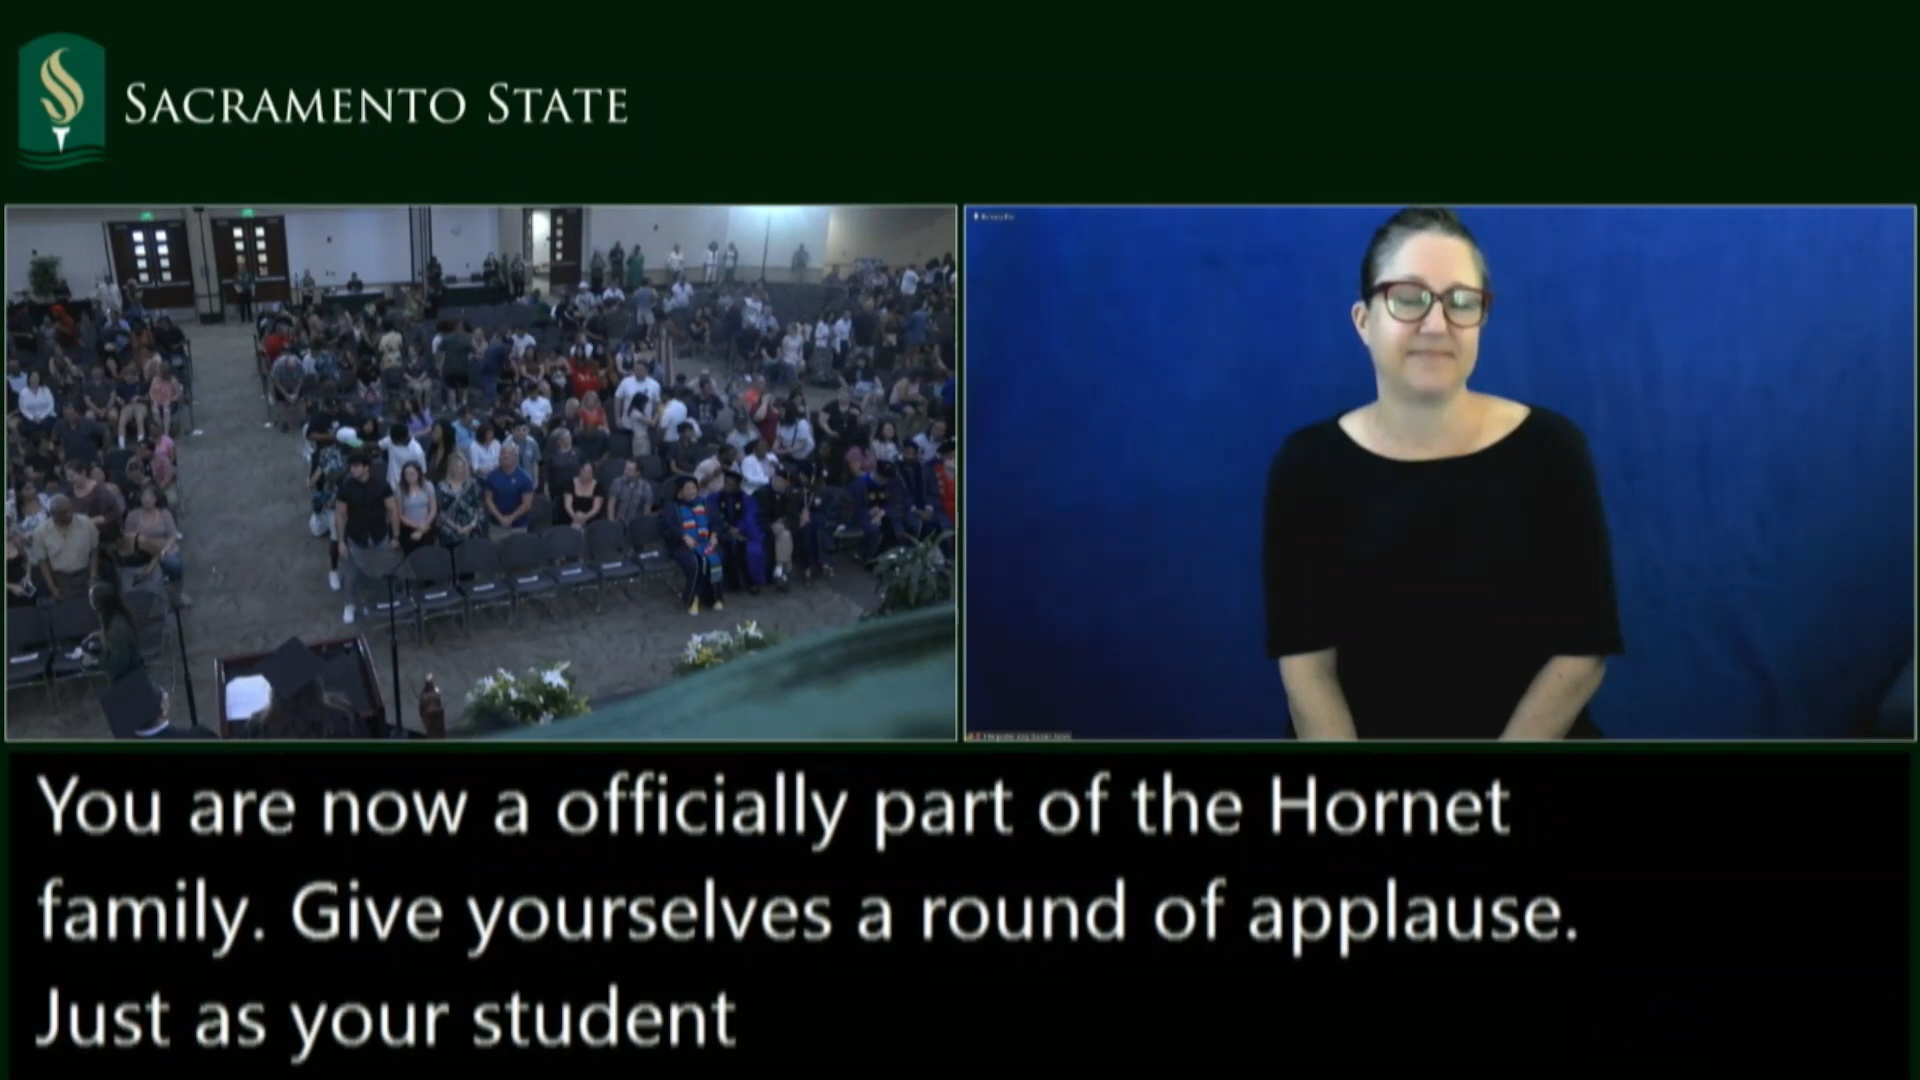 SACRAMENTO STATE
You are now a officially part of the Hornet
family. Give yourselves a round of applause.
Just as your student